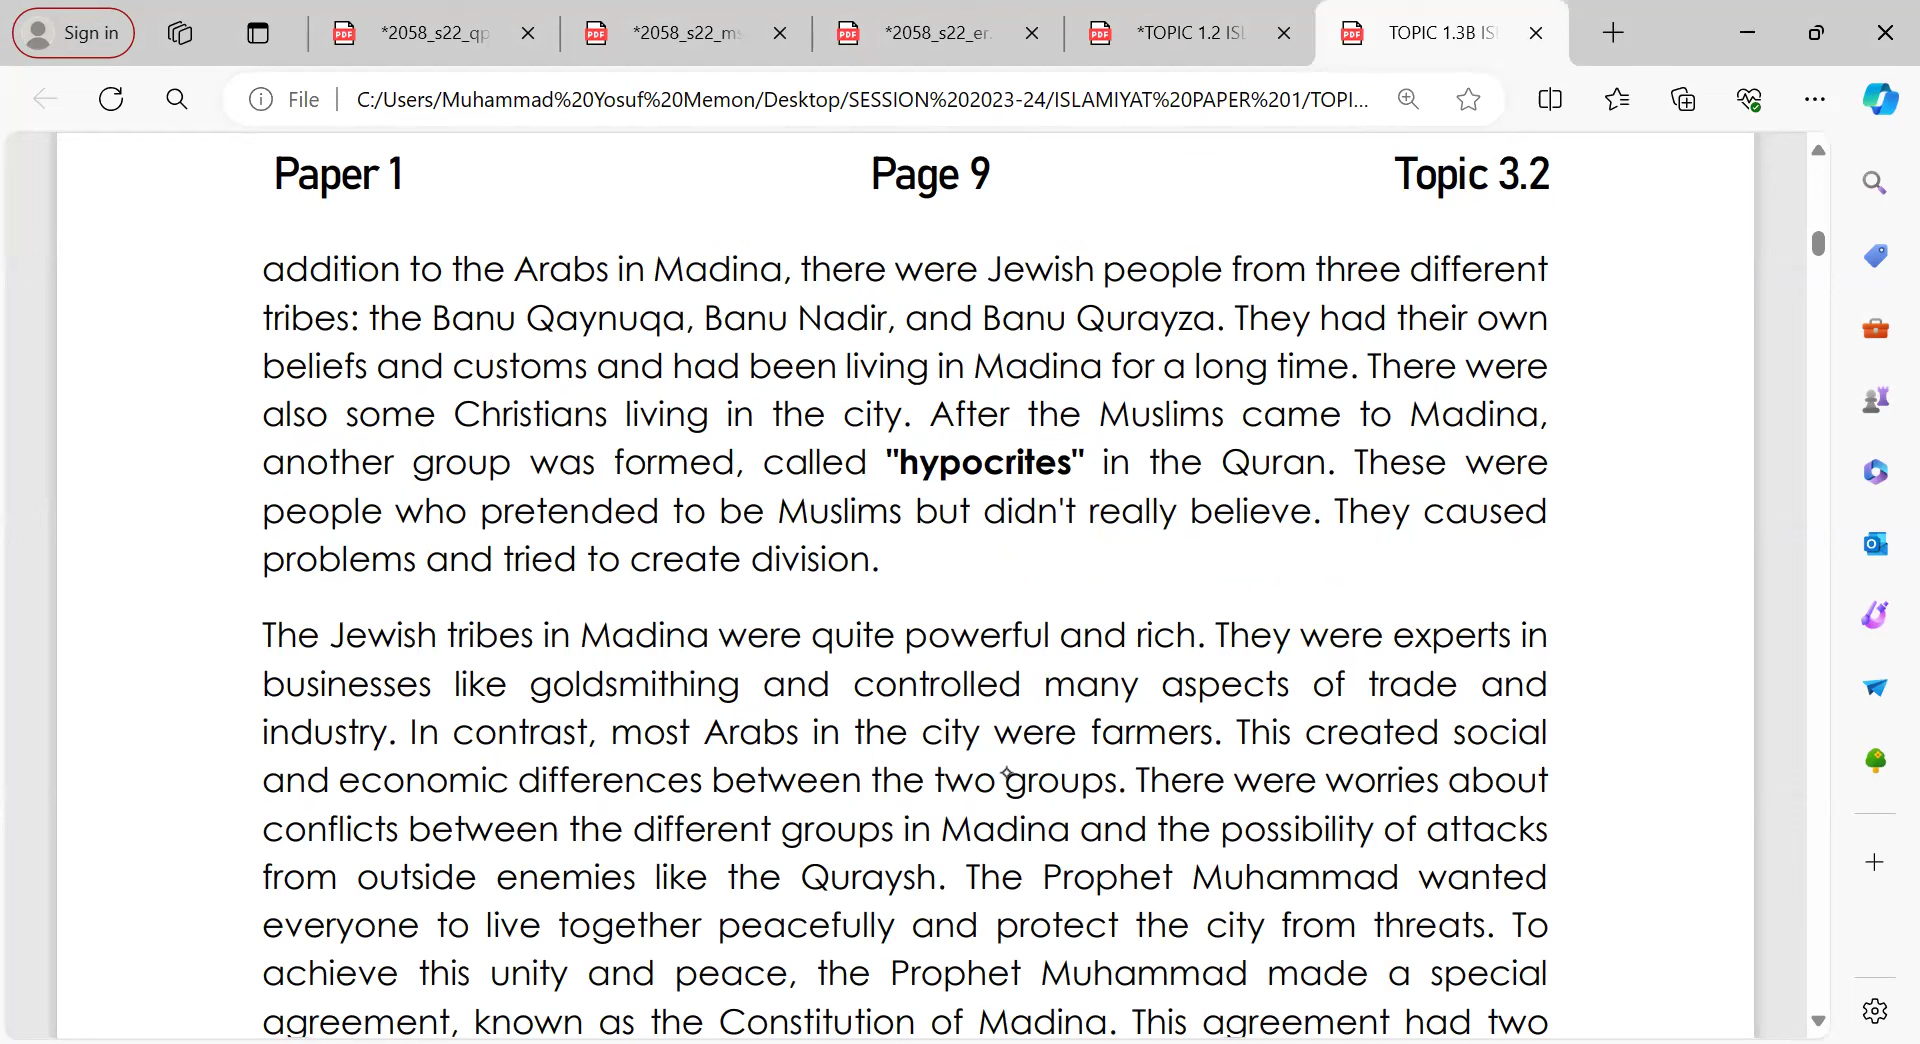 Sign in
*2058_s22_qp
*2058_s22_ms
*2058_s22_er.
*TOPIC 1.2 ISL
TOPIC 1.3B ISL
File
C:/Users/Muhammad%20Yosuf%20Memon/Desktop/SESSION%202023-24/ISLAMIYAT%20PAPER%201/TOPI...
Paper 1 Page 9 Topic 3.2
addition to the Arabs in Madina, there were Jewish people from three different
tribes: the Banu Qaynuqa, Banu Nadir, and Banu Qurayza. They had their own
beliefs and customs and had been living in Madina for a long time. There were
also some Christians living in the city. After the Muslims came to Madina,
another group was formed, called "hypocrites" in the Quran. These were
people who pretended to be Muslims but didn't really believe. They caused
problems and tried to create division.
The Jewish tribes in Madina were quite powerful and rich. They were experts in
businesses like goldsmithing and controlled many aspects of trade and
industry. In contrast, most Arabs in the city were farmers. This created social
and economic differences between the two groups. There were worries about
conflicts between the different groups in Madina and the possibility of attacks
from outside enemies like the Quraysh. The Prophet Muhammad wanted
everyone to live together peacefully and protect the city from threats. To
achieve this unity and peace, the Prophet Muhammad made a special
agreement, known as the Constitution of Madina. This agreement had two